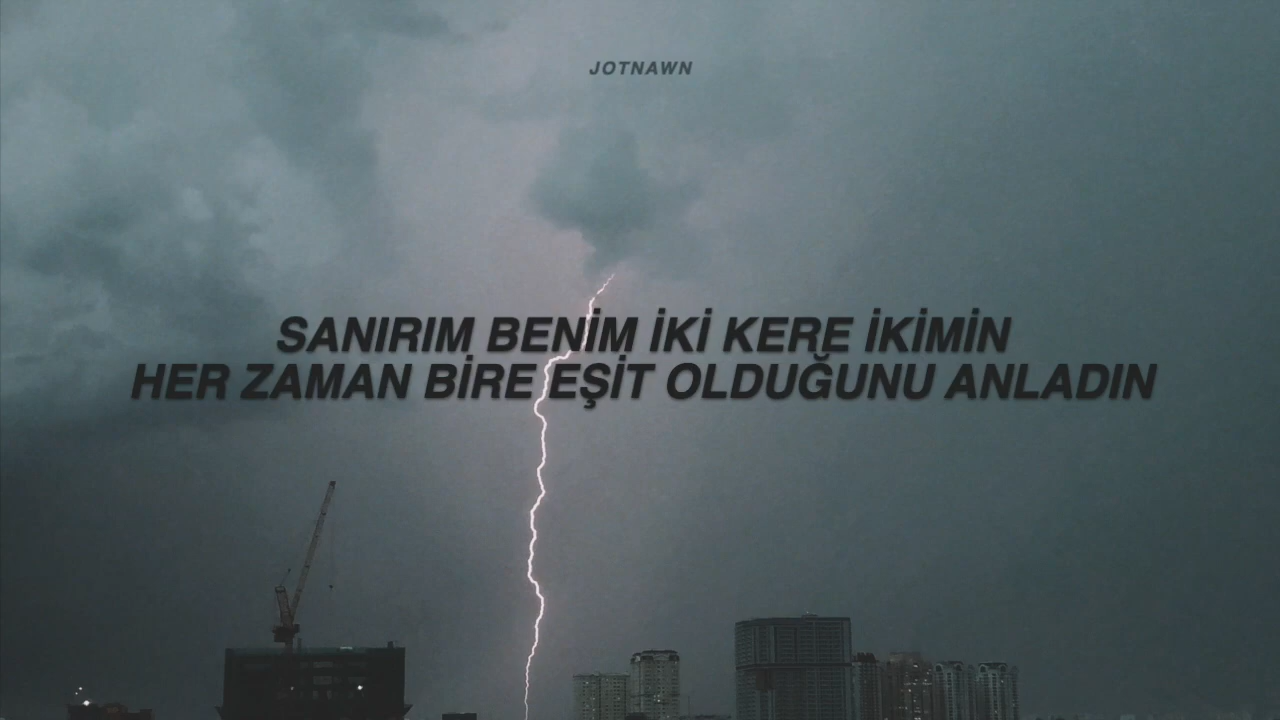 JOTNAWN
SANIRIM BENİM İKİ KERE İKİMİN
HER ZAMAN BİRE EŞİT OLDUĞUNU ANLADIN